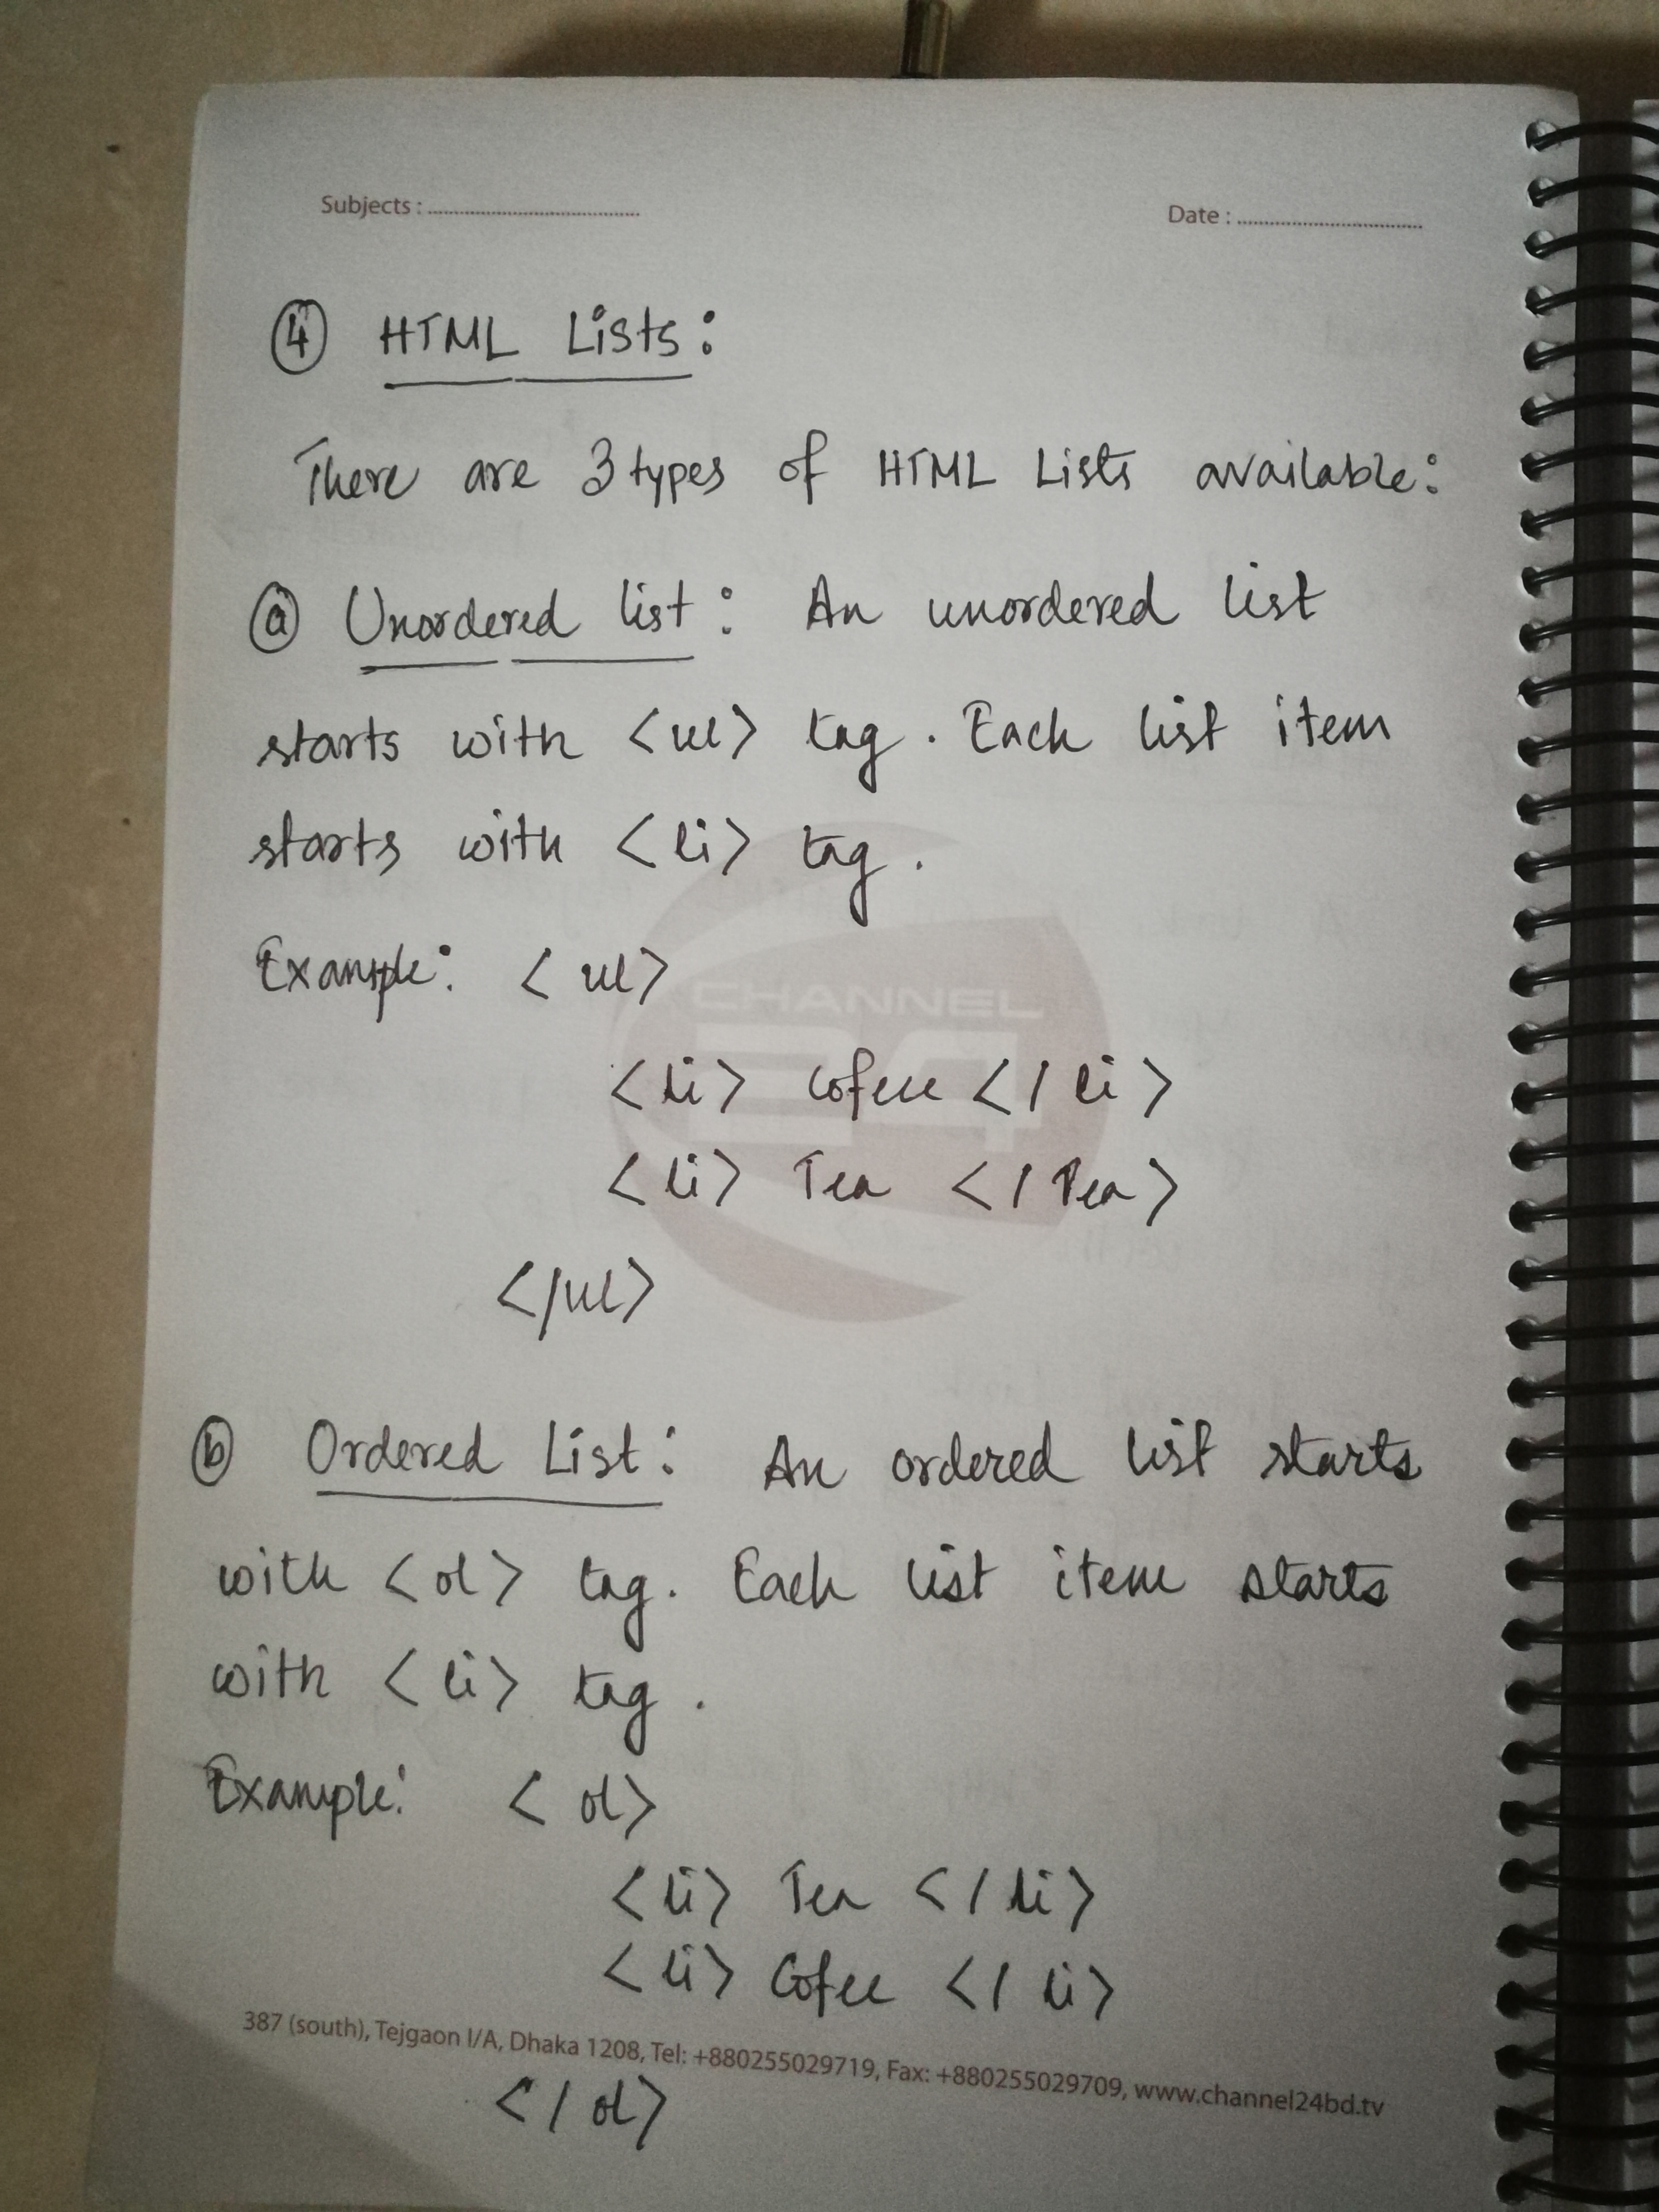 Subjects : ..............................
Date : ..............................
④ HTML Lists:
There are 3 types of HTML Lists available:
ⓐ Unordered list: An unordered list
starts with <ul> tag. Each list item
starts with <li> tag.
Example: <ul>
CHANNEL
24
<li> Cofeee </li>
<li> Tea </Tea>
</ul>
ⓑ Ordered List: An ordered list starts
with <ol> tag. Each list item starts
with <li> tag.
Example: <ol>
<li> Tea </li>
<li> Cofee </li>
387 (south), Tejgaon I/A, Dhaka 1208, Tel: +880255029719, Fax: +880255029709, www.channel24bd.tv
</ol>